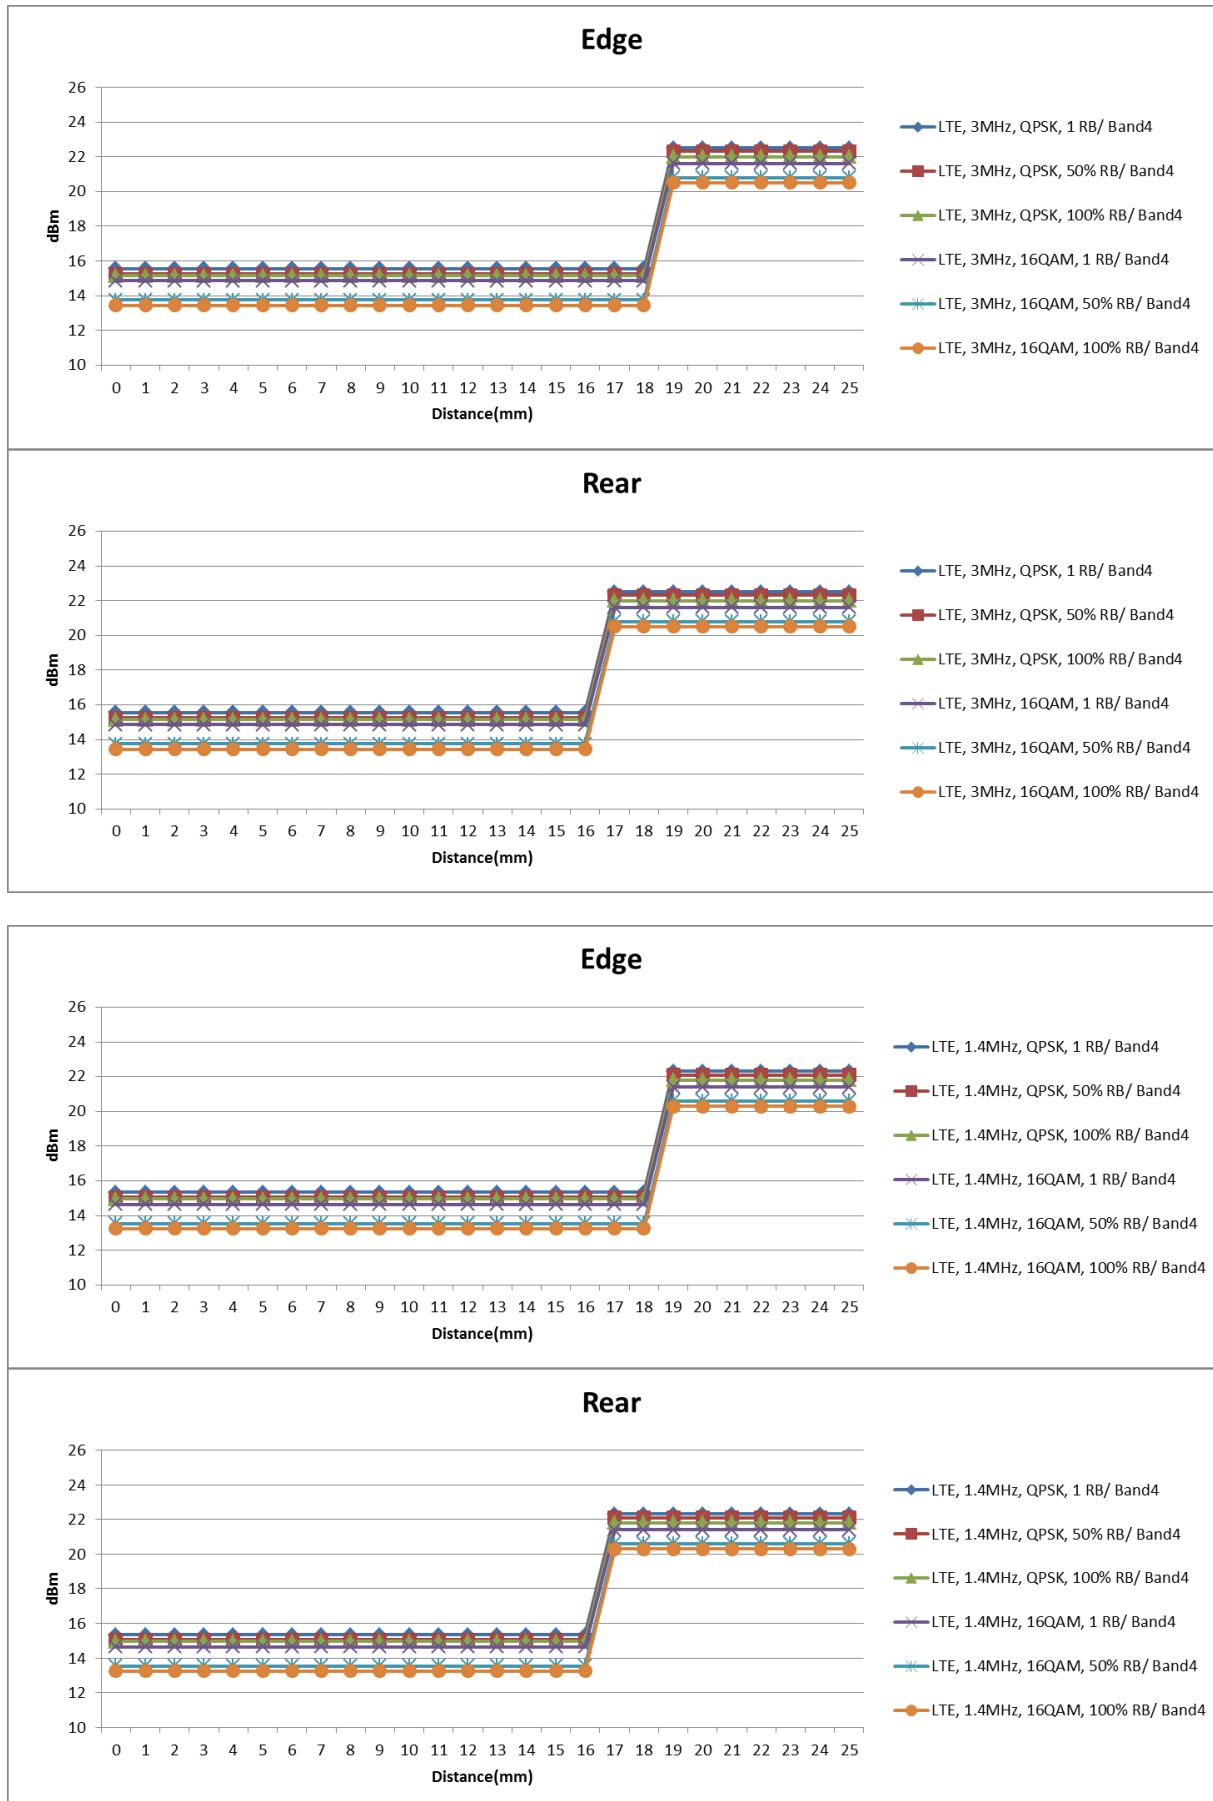 Edge
26
24
22
20
18
16
14
12
10
dBm
0 1 2 3 4 5 6 7 8 9 10 11 12 13 14 15 16 17 18 19 20 21 22 23 24 25
Distance(mm)
LTE, 3MHz, QPSK, 1 RB/ Band4
LTE, 3MHz, QPSK, 50% RB/ Band4
LTE, 3MHz, QPSK, 100% RB/ Band4
LTE, 3MHz, 16QAM, 1 RB/ Band4
LTE, 3MHz, 16QAM, 50% RB/ Band4
LTE, 3MHz, 16QAM, 100% RB/ Band4
Rear
26
24
22
20
18
16
14
12
10
dBm
0 1 2 3 4 5 6 7 8 9 10 11 12 13 14 15 16 17 18 19 20 21 22 23 24 25
Distance(mm)
LTE, 3MHz, QPSK, 1 RB/ Band4
LTE, 3MHz, QPSK, 50% RB/ Band4
LTE, 3MHz, QPSK, 100% RB/ Band4
LTE, 3MHz, 16QAM, 1 RB/ Band4
LTE, 3MHz, 16QAM, 50% RB/ Band4
LTE, 3MHz, 16QAM, 100% RB/ Band4
Edge
26
24
22
20
18
16
14
12
10
dBm
0 1 2 3 4 5 6 7 8 9 10 11 12 13 14 15 16 17 18 19 20 21 22 23 24 25
Distance(mm)
LTE, 1.4MHz, QPSK, 1 RB/ Band4
LTE, 1.4MHz, QPSK, 50% RB/ Band4
LTE, 1.4MHz, QPSK, 100% RB/ Band4
LTE, 1.4MHz, 16QAM, 1 RB/ Band4
LTE, 1.4MHz, 16QAM, 50% RB/ Band4
LTE, 1.4MHz, 16QAM, 100% RB/ Band4
Rear
26
24
22
20
18
16
14
12
10
dBm
0 1 2 3 4 5 6 7 8 9 10 11 12 13 14 15 16 17 18 19 20 21 22 23 24 25
Distance(mm)
LTE, 1.4MHz, QPSK, 1 RB/ Band4
LTE, 1.4MHz, QPSK, 50% RB/ Band4
LTE, 1.4MHz, QPSK, 100% RB/ Band4
LTE, 1.4MHz, 16QAM, 1 RB/ Band4
LTE, 1.4MHz, 16QAM, 50% RB/ Band4
LTE, 1.4MHz, 16QAM, 100% RB/ Band4